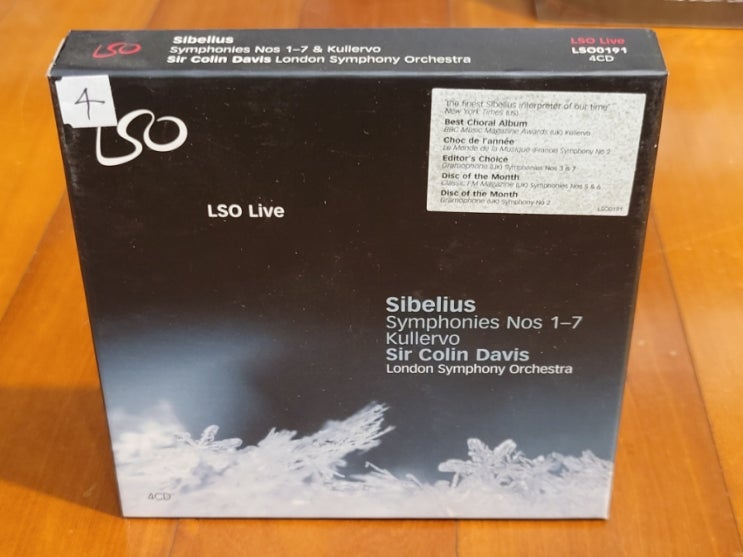 LSO
Sibelius
Symphonies Nos 1–7 & Kullervo
Sir Colin Davis London Symphony Orchestra
LSO Live
LSO0191
4CD
4
LSO
"the finest Sibelius interpreter of our time"
New York Times (US)
Best Choral Album
BBC Music Magazine Awards (UK) Kullervo
Choc de l'année
Le Monde de la Musique (France) Symphony No 2
Editor's Choice
Gramophone (UK) Symphonies Nos 3 & 7
Disc of the Month
Classic FM Magazine (UK) Symphonies Nos 5 & 6
Disc of the Month
Gramophone (UK) Symphony No 2
LSO0191
LSO Live
Sibelius
Symphonies Nos 1–7
Kullervo
Sir Colin Davis
London Symphony Orchestra
4CD